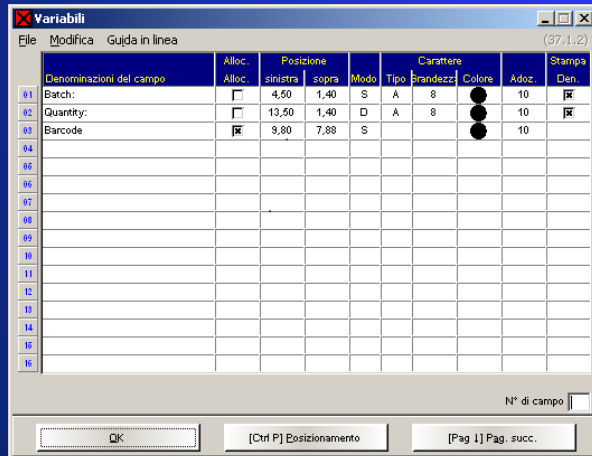 Variabili
File Modifica Guida in linea (37.1.2)
Alloc. Posizione Carattere Stampa
Denominazioni del campo Alloc. sinistra sopra Modo Tipo Grandezz: Colore Adoz. Den.
01 Batch: 4,50 1,40 S A 8 10
02 Quantity: 13,50 1,40 D A 8 10
03 Barcode 9,80 7,88 S 10
04
05
06
07
08
09
10
11
12
13
14
15
16
N° di campo
OK [Ctrl P] Posizionamento [Pag ↓] Pag. succ.